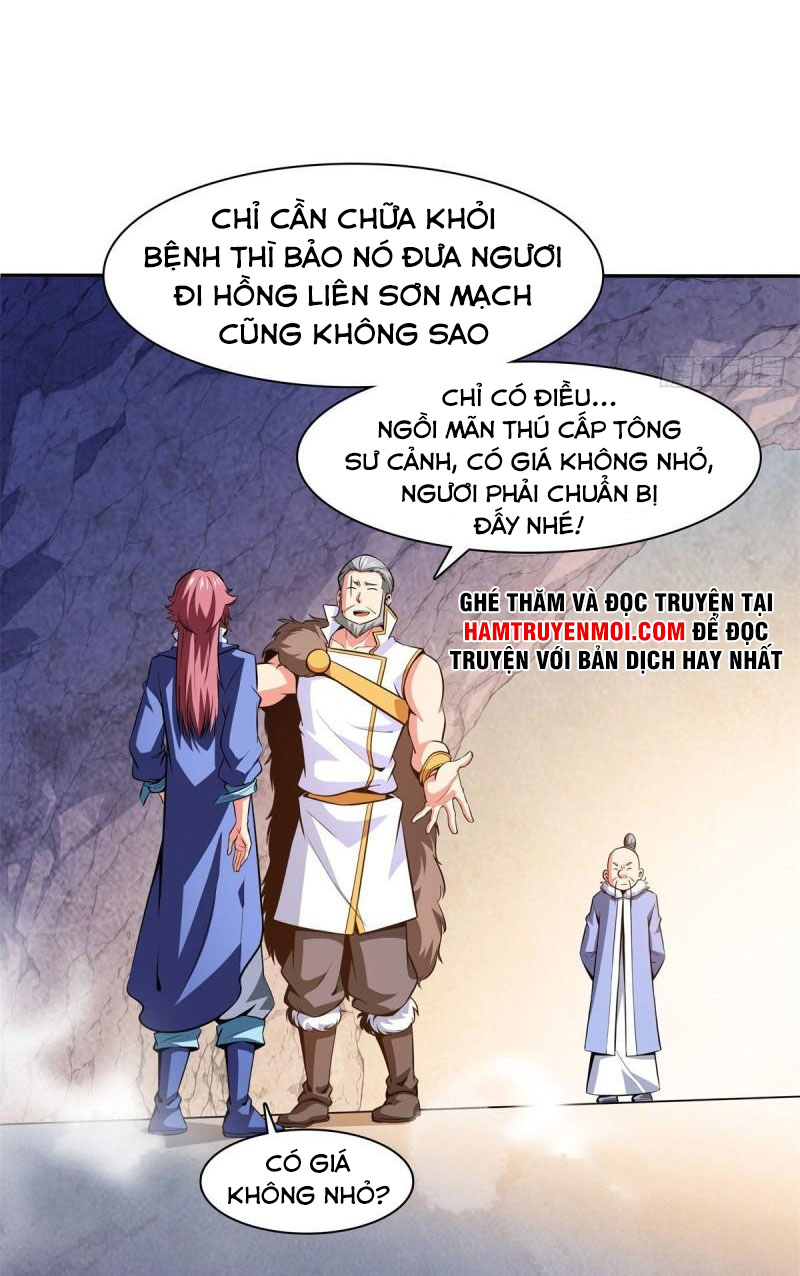 CHỈ CẦN CHỮA KHỎI
BỆNH THÌ BẢO NÓ ĐƯA NGƯƠI
ĐI HỒNG LIÊN SƠN MẠCH
CŨNG KHÔNG SAO
CHỈ CÓ ĐIỀU...
NGỒI MÃN THÚ CẤP TÔNG
SƯ CẢNH, CÓ GIÁ KHÔNG NHỎ,
NGƯƠI PHẢI CHUẨN BỊ
ĐẤY NHÉ!
GHÉ THĂM VÀ ĐỌC TRUYỆN TẠI
HAMTRUYENMOI.COM ĐỂ ĐỌC
TRUYỆN VỚI BẢN DỊCH HAY NHẤT
CÓ GIÁ
KHÔNG NHỎ?